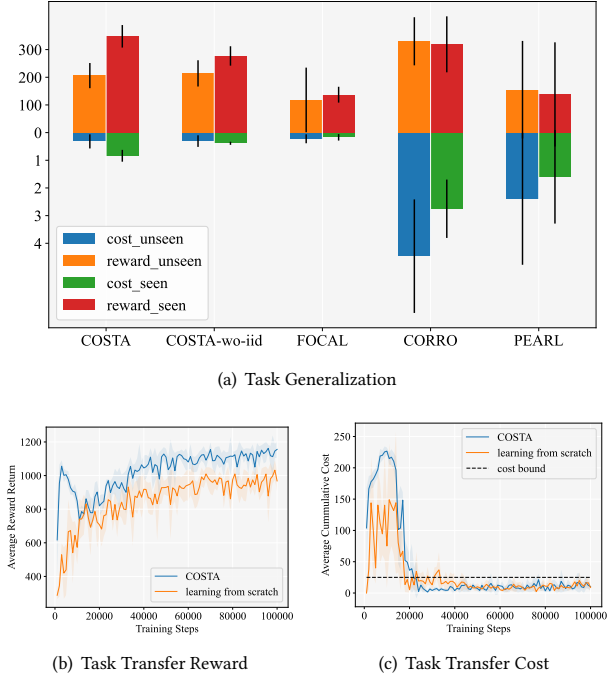 300
200
100
0
1
2
3
4
cost_unseen
reward_unseen
cost_seen
reward_seen
COSTA COSTA-wo-iid FOCAL CORRO PEARL
(a) Task Generalization
Average Reward Return
1200
1000
800
600
400
COSTA
learning from scratch
0 20000 40000 60000 80000 100000
Training Steps
(b) Task Transfer Reward
Average Cummulative Cost
250
200
150
100
50
0
COSTA
learning from scratch
cost bound
0 20000 40000 60000 80000 100000
Training Steps
(c) Task Transfer Cost